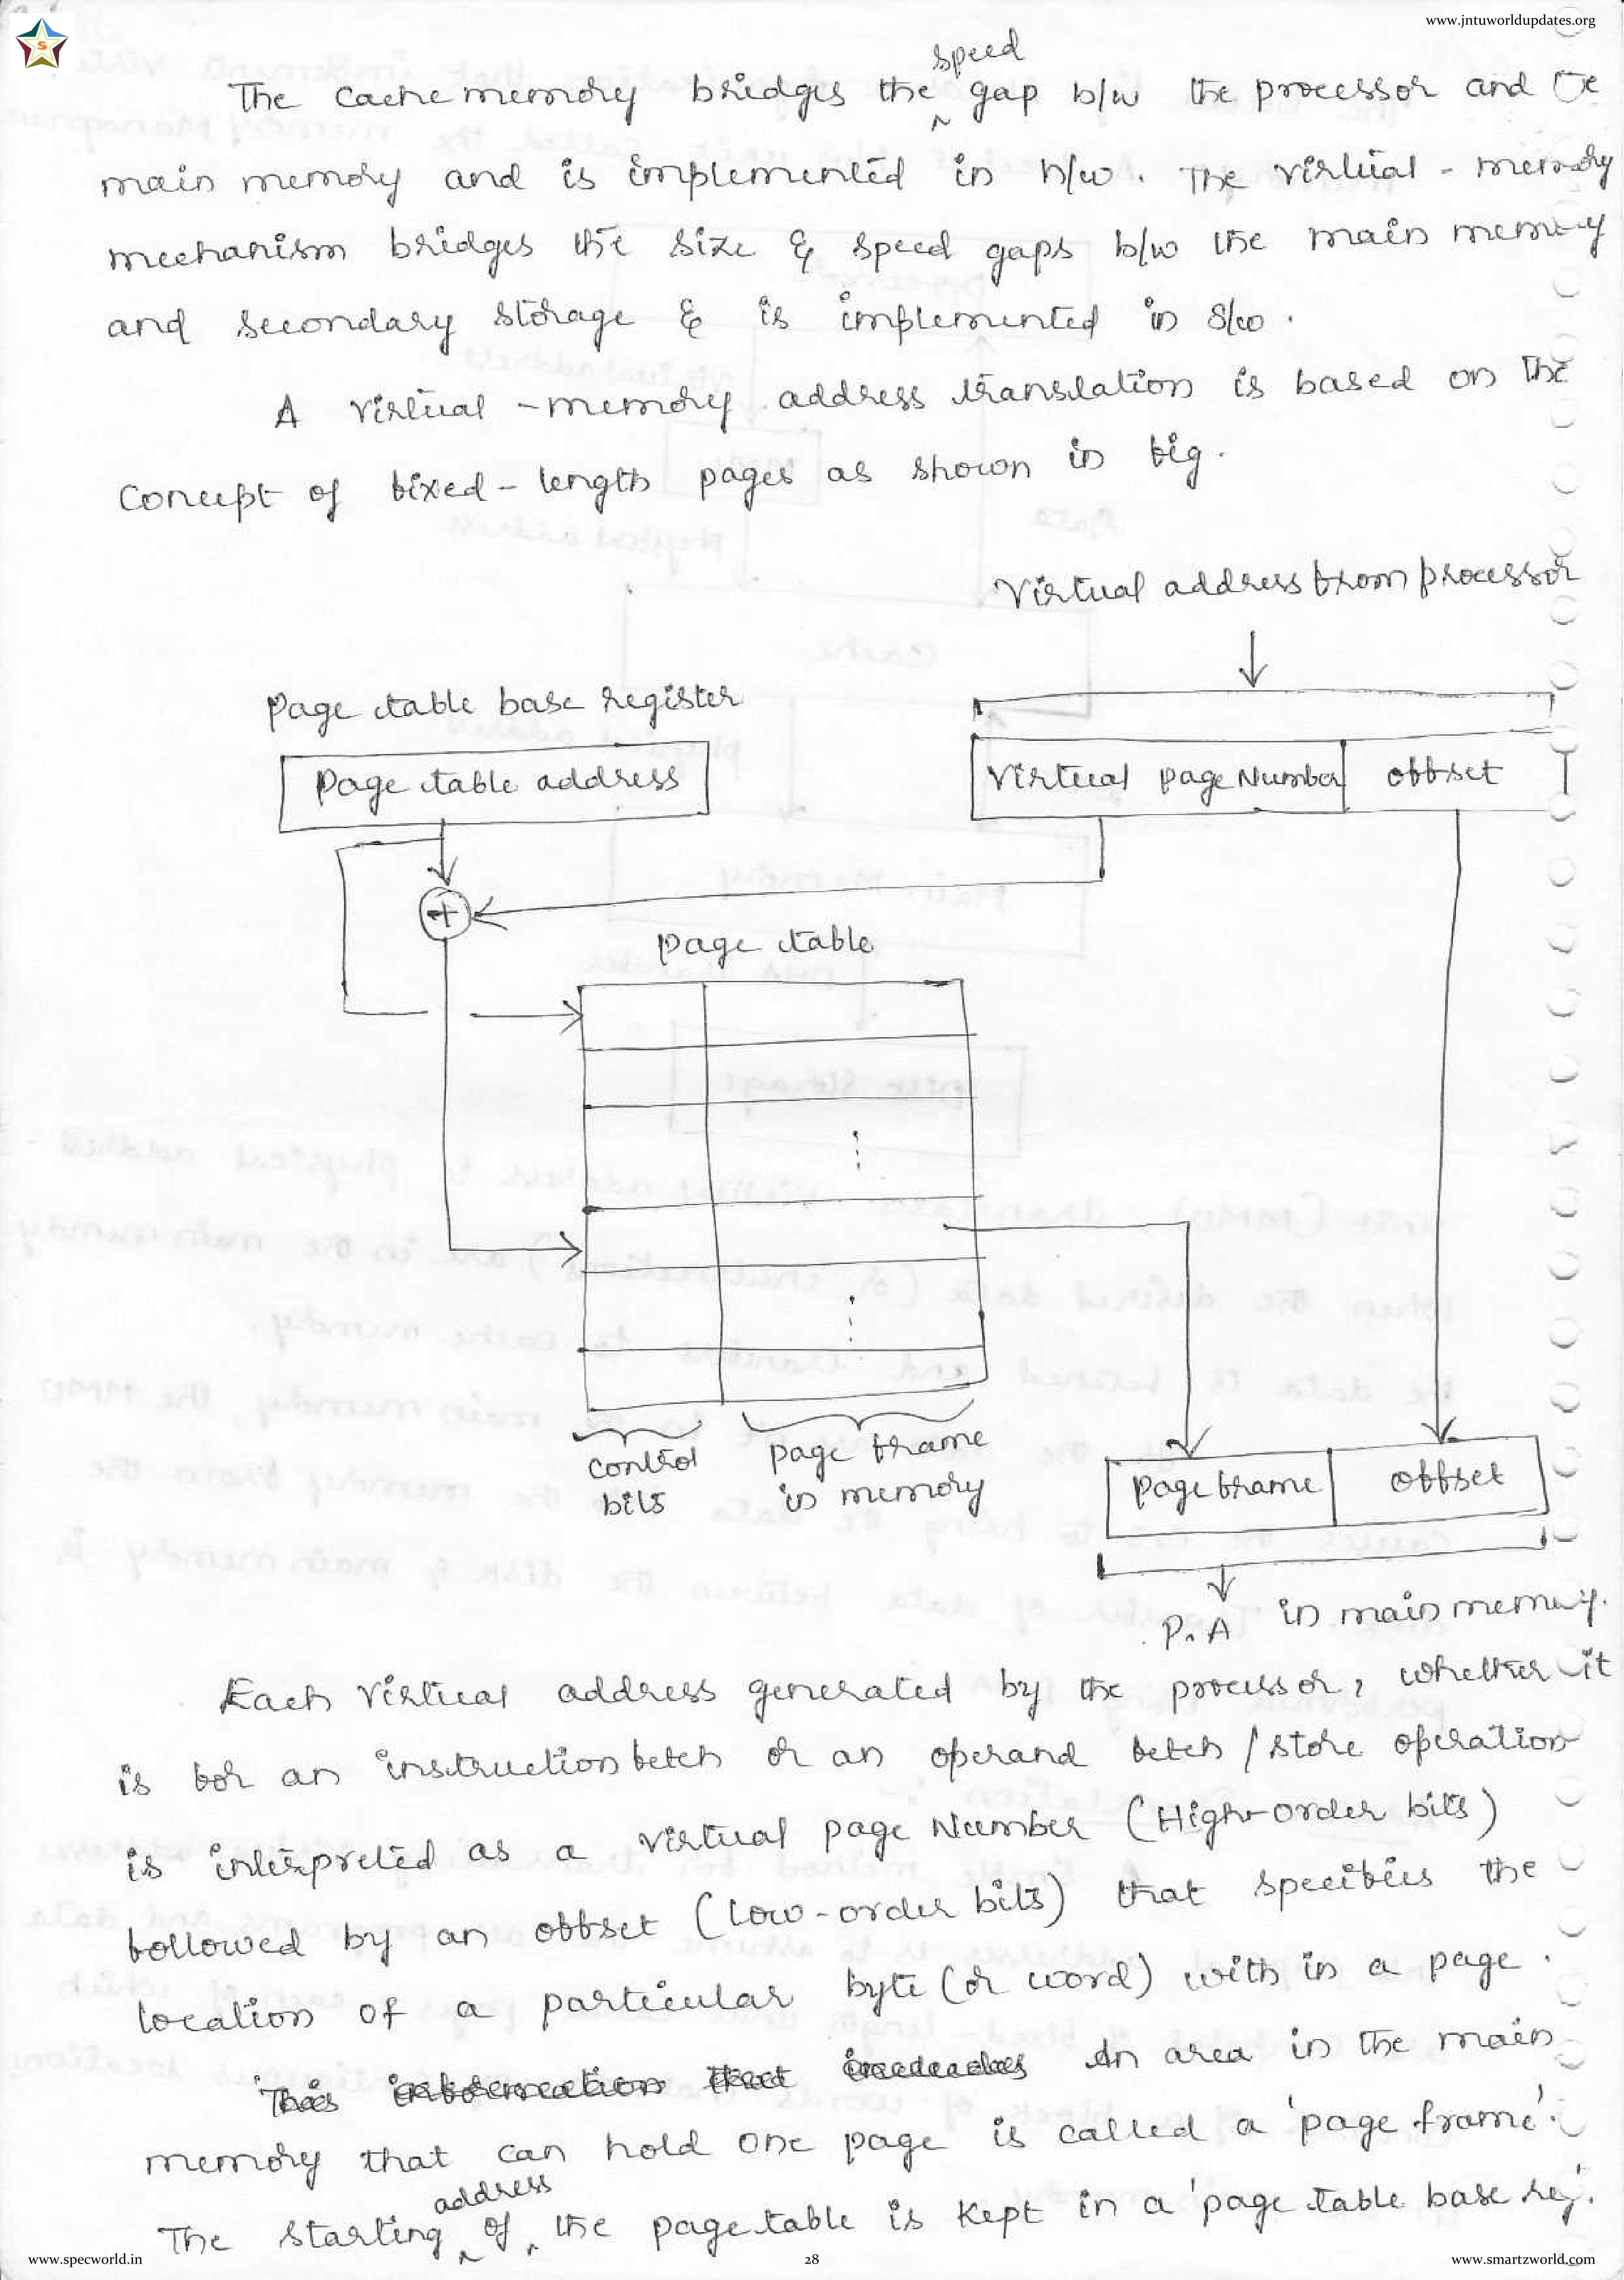 www.jntuworldupdates.org
S
speed
The cache memory bridges the ^ gap b/w the processor and the
main memory and is implemented in h/w. The virtual - memory
mechanism bridges the size & speed gaps b/w the main memory
and secondary storage & is implemented in S/w.
A virtual - memory address translation is based on the
Concept of fixed - length pages as shown in fig.
Virtual address from processor
Page table base register
Page table address
Virtual page Number
offset
+
page table
control
bits
page frame
in memory
Page frame
offset
P.A in main memory.
Each virtual address generated by the processor, whether it
is for an instruction fetch or an operand fetch / store operation
is interpreted as a virtual page Number (High-order bits)
followed by an offset (low-order bits) that specifies the
location of a particular byte (or word) with in a page.
This information that includes An area in the main
memory that can hold one page is called a 'page frame'.
address
The starting ^ of ^ the page table is kept in a 'page table base reg'.
www.specworld.in
28
www.smartzworld.com